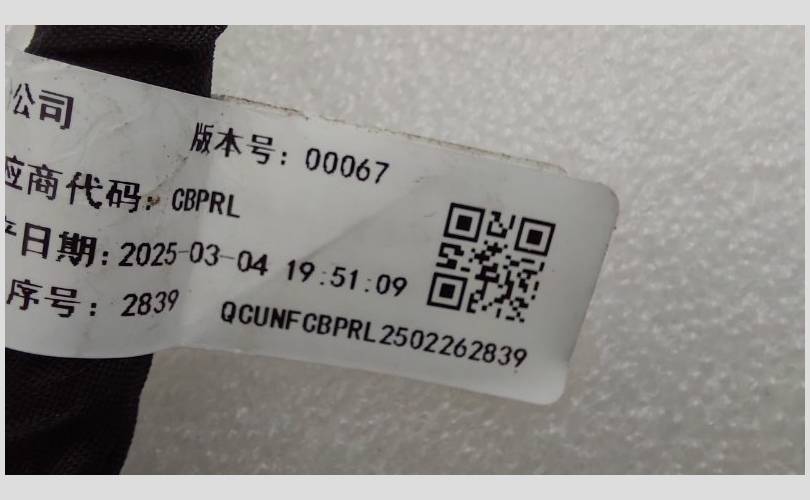 公司
版本号: 00067
应商代码: CBPRL
产日期: 2025-03-04 19:51:09
序号: 2839
QCUNFCBPRL2502262839